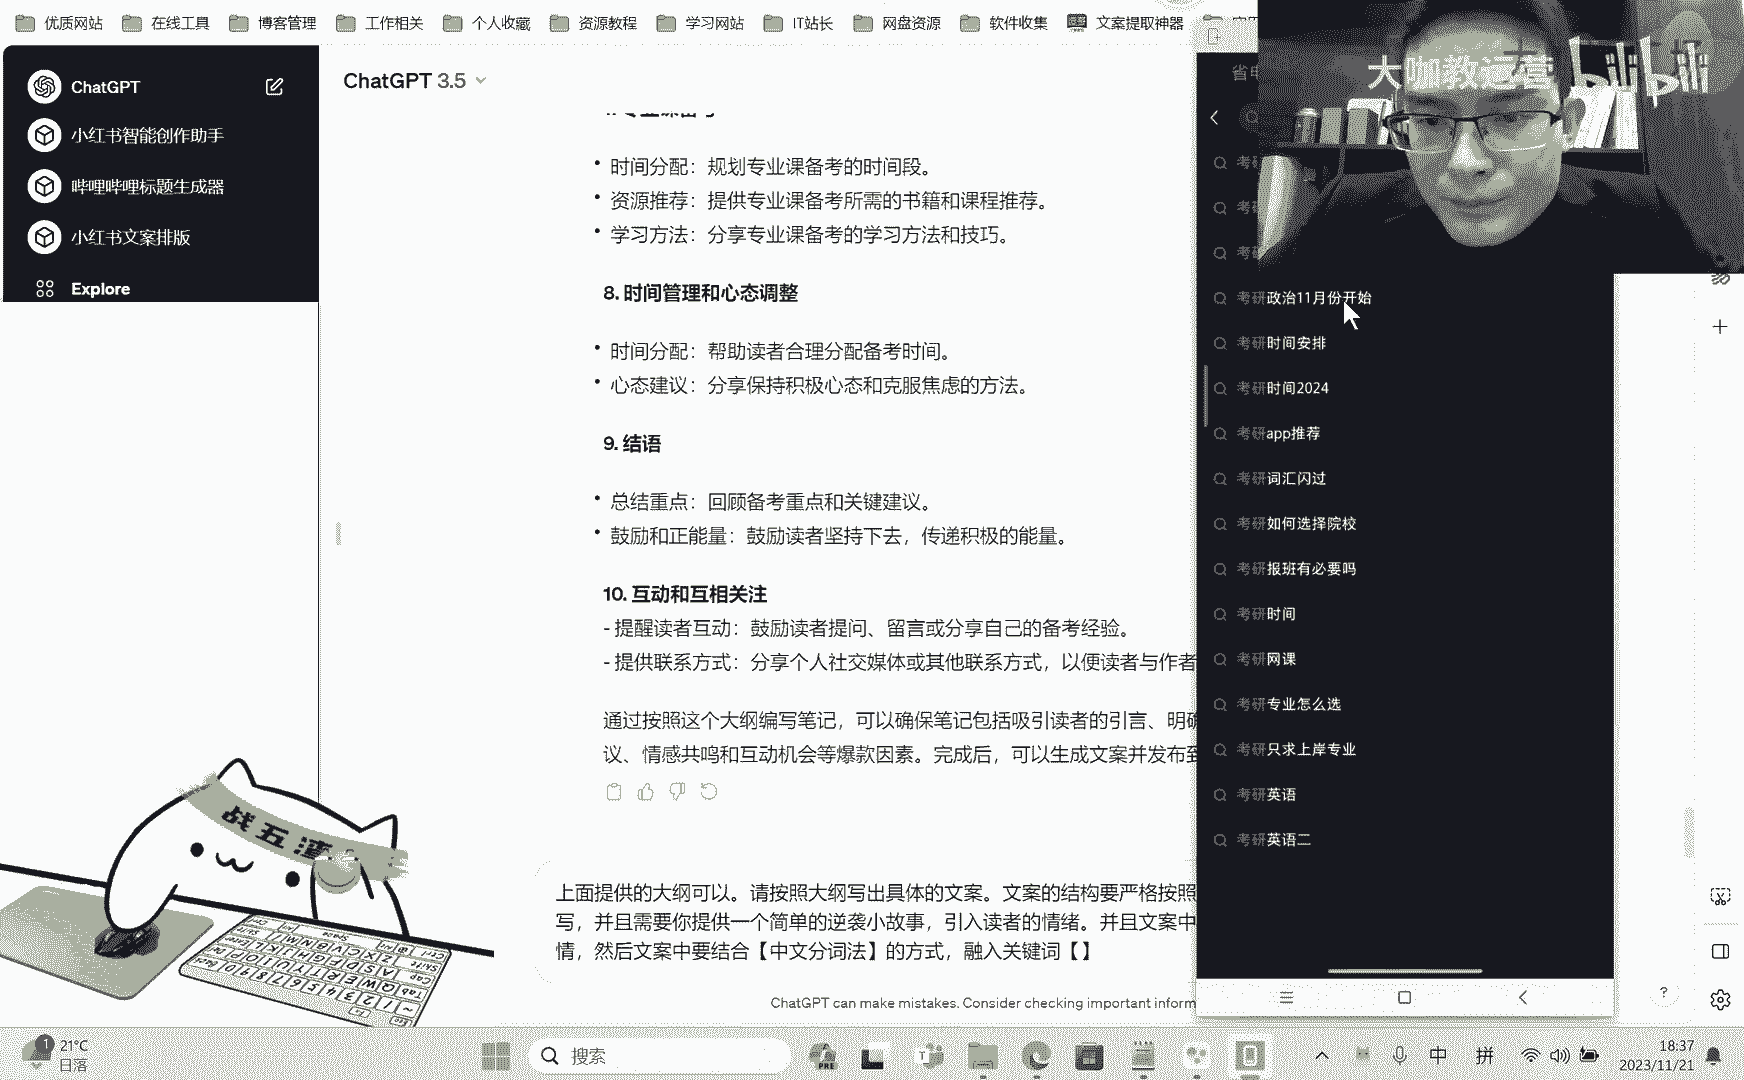 优质网站 在线工具 博客管理 工作相关 个人收藏 资源教程 学习网站 IT站长 网盘资源 软件收集 文案提取神器
ChatGPT
小红书智能创作助手
哔哩哔哩标题生成器
小红书文案排版
Explore
ChatGPT 3.5
时间分配：规划专业课备考的时间段。
资源推荐：提供专业课备考所需的书籍和课程推荐。
学习方法：分享专业课备考的学习方法和技巧。
8. 时间管理和心态调整
时间分配：帮助读者合理分配备考时间。
心态建议：分享保持积极心态和克服焦虑的方法。
9. 结语
总结重点：回顾备考重点和关键建议。
鼓励和正能量：鼓励读者坚持下去，传递积极的能量。
10. 互动和互相关注
- 提醒读者互动：鼓励读者提问、留言或分享自己的备考经验。
- 提供联系方式：分享个人社交媒体或其他联系方式，以便读者与作者
通过按照这个大纲编写笔记，可以确保笔记包括吸引读者的引言、明确
议、情感共鸣和互动机会等爆款因素。完成后，可以生成文案并发布到
上面提供的大纲可以。请按照大纲写出具体的文案。文案的结构要严格按照
写，并且需要你提供一个简单的逆袭小故事，引入读者的情绪。并且文案中
情，然后文案中要结合【中文分词法】的方式，融入关键词【】
ChatGPT can make mistakes. Consider checking important inform
大咖教运营 bilibili
考研政治11月份开始
考研时间安排
考研时间2024
考研app推荐
考研词汇闪过
考研如何选择院校
考研报班有必要吗
考研时间
考研网课
考研专业怎么选
考研只求上岸专业
考研英语
考研英语二
战五渣
1
21°C
日落
搜索
PRE
中
拼
18:37
2023/11/21